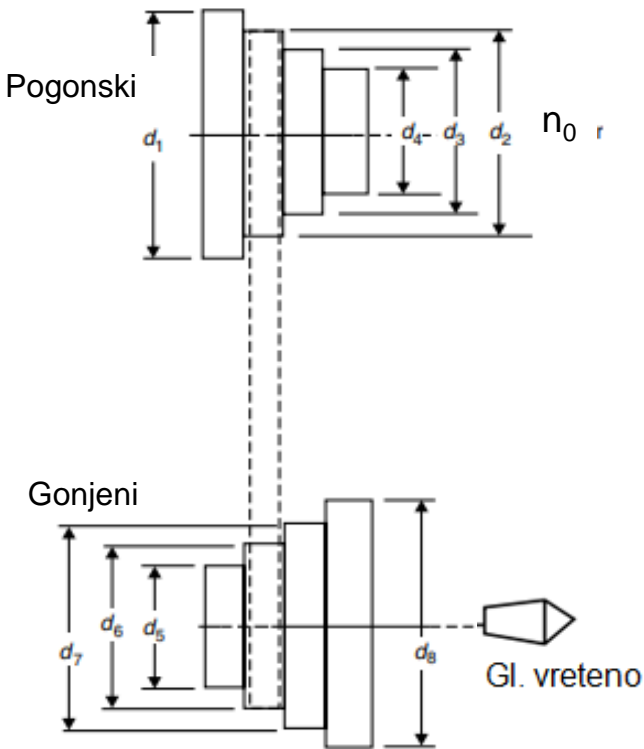 Pogonski
d₁
d₄ d₃ d₂ n₀ r
Gonjeni
d₇ d₆ d₅ d₈
Gl. vreteno